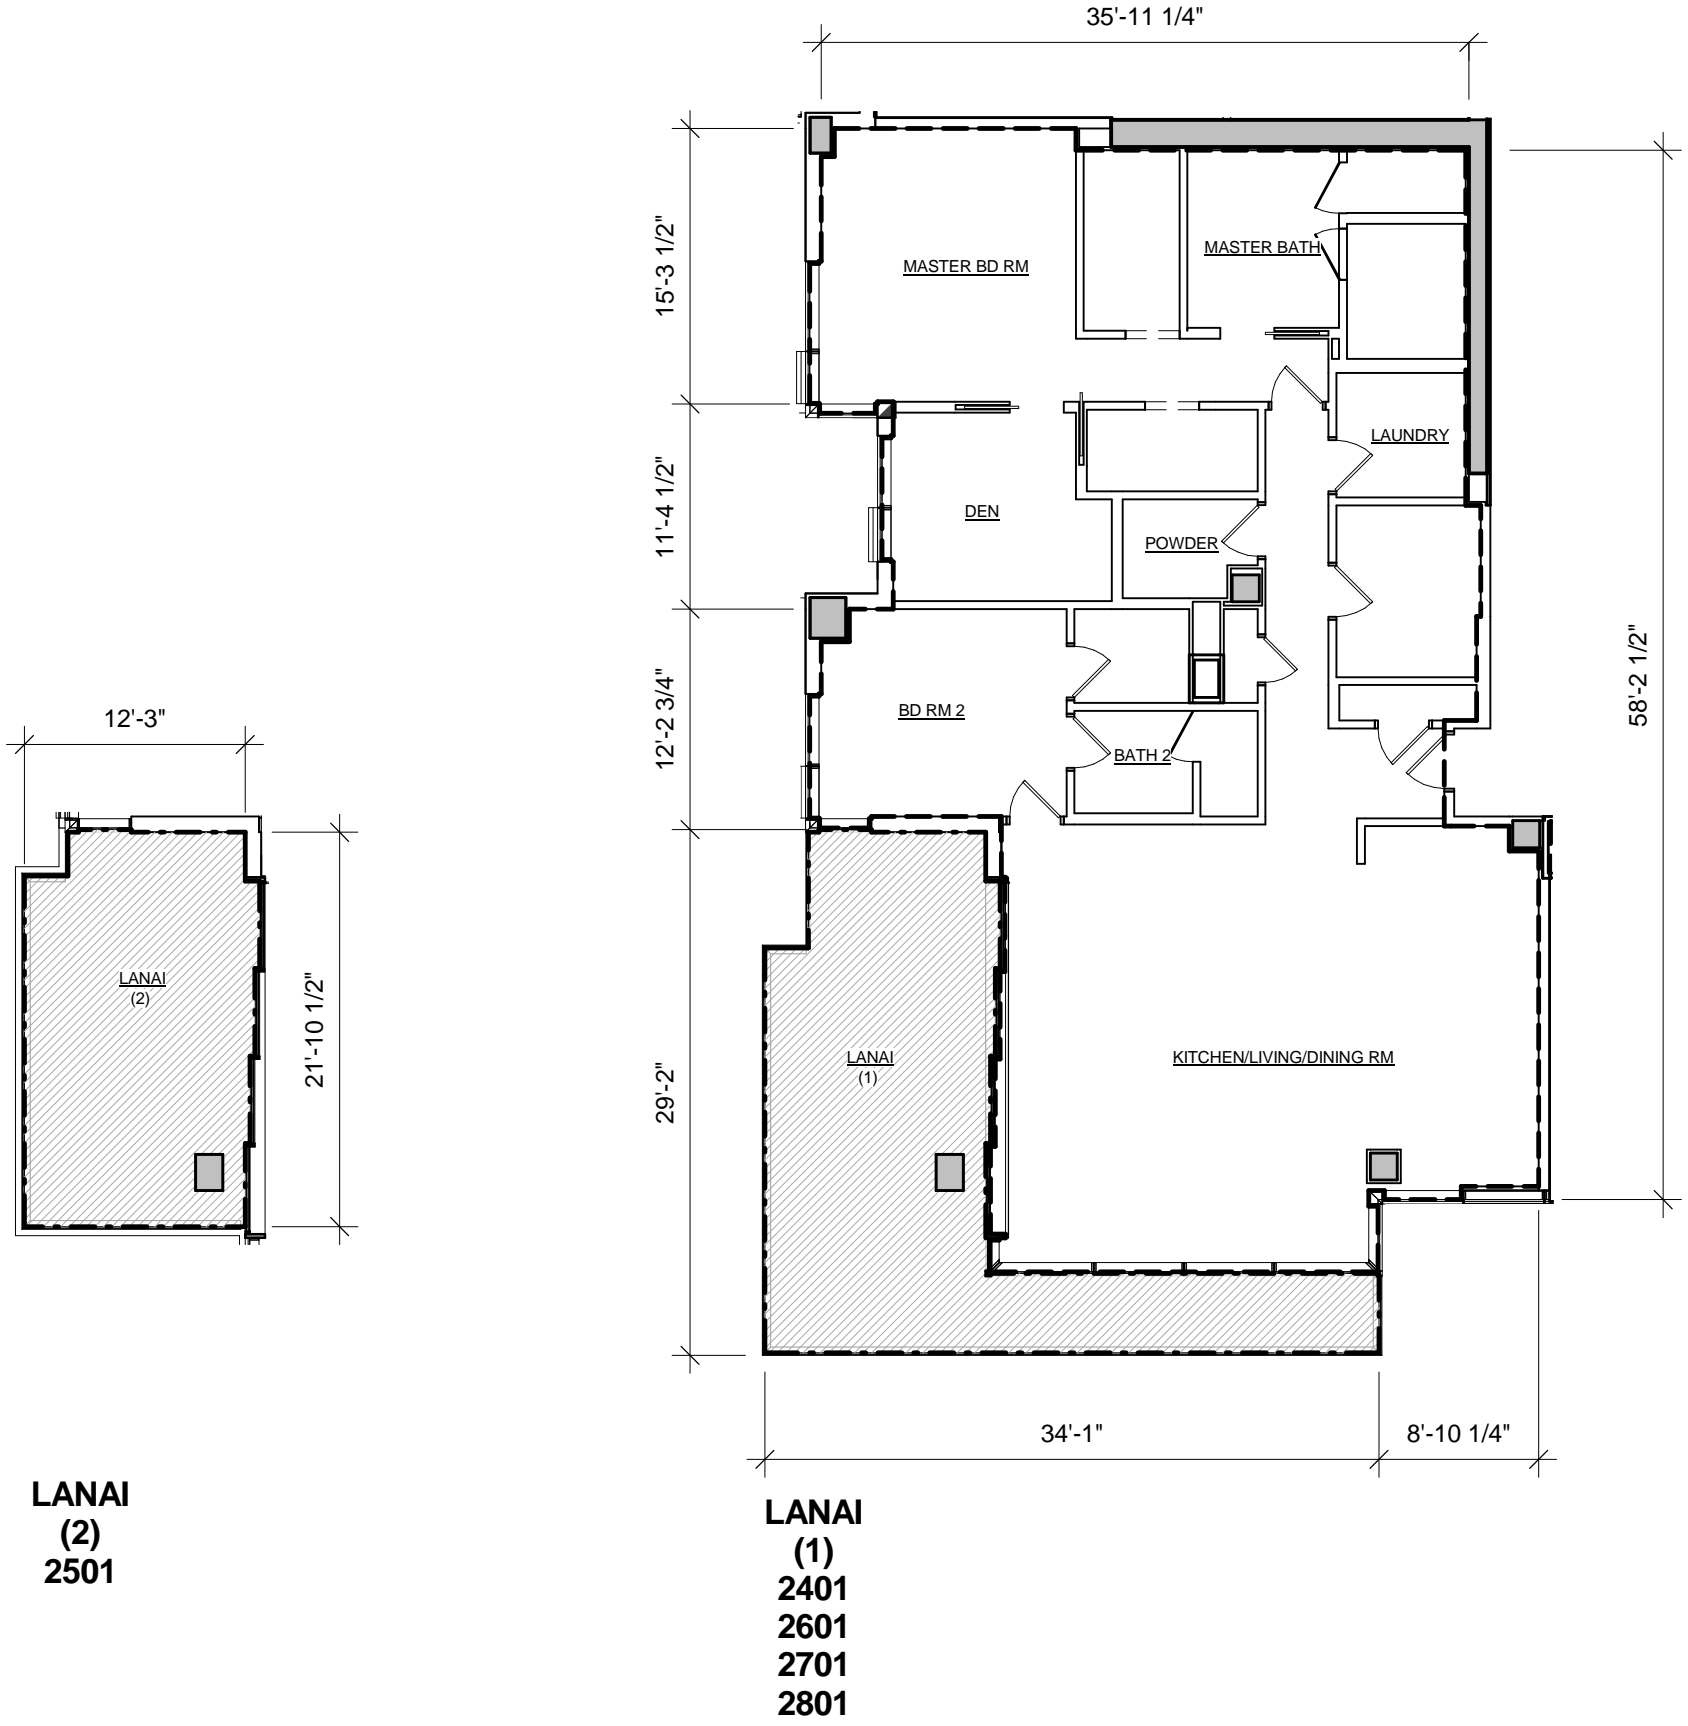 35'-11 1/4"
15'-3 1/2"
MASTER BD RM
MASTER BATH
11'-4 1/2"
LAUNDRY
DEN
POWDER
58'-2 1/2"
12'-2 3/4"
BD RM 2
BATH 2
12'-3"
LANAI
(2)
21'-10 1/2"
29'-2"
LANAI
(1)
KITCHEN/LIVING/DINING RM
34'-1"
8'-10 1/4"
LANAI
(2)
2501
LANAI
(1)
2401
2601
2701
2801